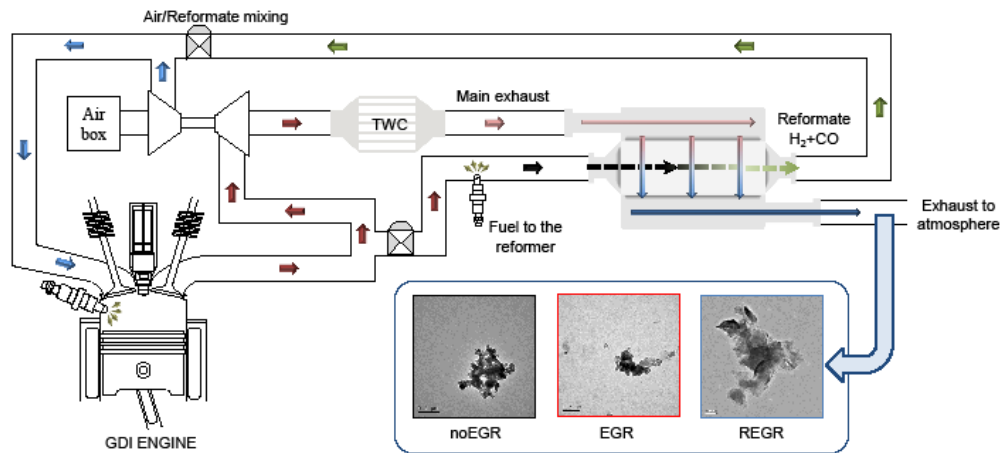 Air/Reformate mixing
Air
box
TWC
Main exhaust
Reformate
H₂+CO
Fuel to the
reformer
Exhaust to
atmosphere
GDI ENGINE
noEGR
EGR
REGR